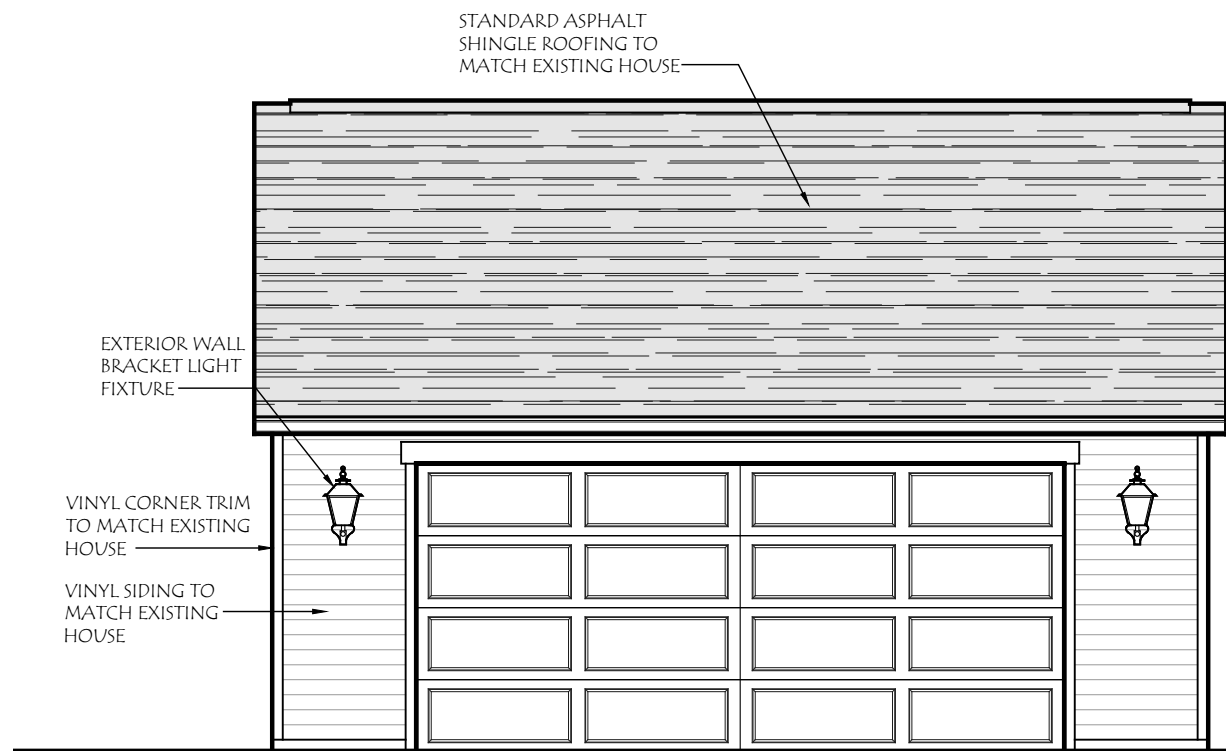 STANDARD ASPHALT
SHINGLE ROOFING TO
MATCH EXISTING HOUSE
EXTERIOR WALL
BRACKET LIGHT
FIXTURE
VINYL CORNER TRIM
TO MATCH EXISTING
HOUSE
VINYL SIDING TO
MATCH EXISTING
HOUSE